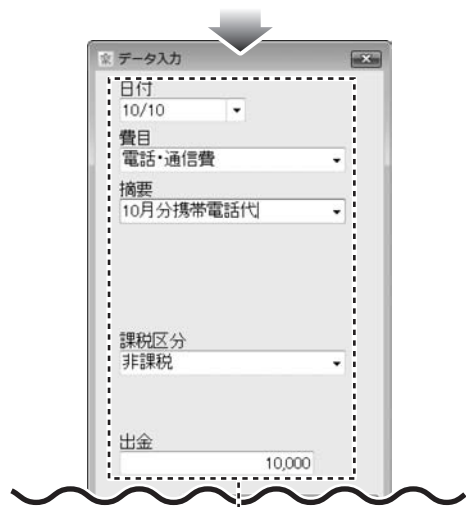 家 データ入力
日付
10/10
費目
電話・通信費
摘要
10月分携帯電話代
課税区分
非課税
出金
10,000